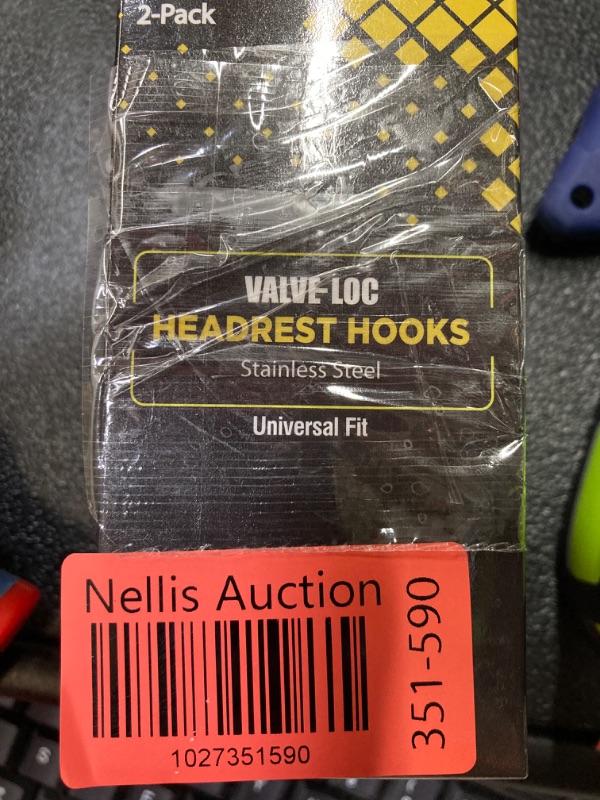 2-Pack
VALVE-LOC
HEADREST HOOKS
Stainless Steel
Universal Fit
Nellis Auction
351-590
1027351590